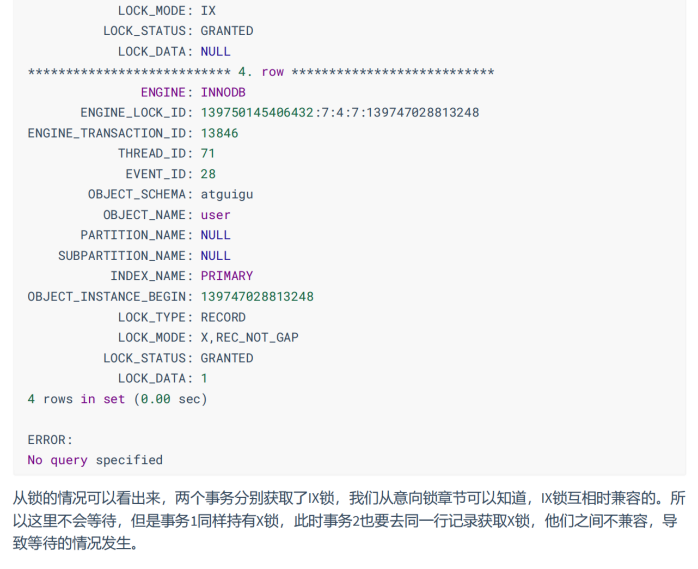 LOCK_MODE: IX
LOCK_STATUS: GRANTED
LOCK_DATA: NULL
*************************** 4. row ***************************
ENGINE: INNODB
ENGINE_LOCK_ID: 139750145406432:7:4:7:139747028813248
ENGINE_TRANSACTION_ID: 13846
THREAD_ID: 71
EVENT_ID: 28
OBJECT_SCHEMA: atguigu
OBJECT_NAME: user
PARTITION_NAME: NULL
SUBPARTITION_NAME: NULL
INDEX_NAME: PRIMARY
OBJECT_INSTANCE_BEGIN: 139747028813248
LOCK_TYPE: RECORD
LOCK_MODE: X,REC_NOT_GAP
LOCK_STATUS: GRANTED
LOCK_DATA: 1
4 rows in set (0.00 sec)
ERROR:
No query specified
从锁的情况可以看出来，两个事务分别获取了IX锁，我们从意向锁章节可以知道，IX锁互相时兼容的。所
以这里不会等待，但是事务1同样持有X锁，此时事务2也要去同一行记录获取X锁，他们之间不兼容，导
致等待的情况发生。